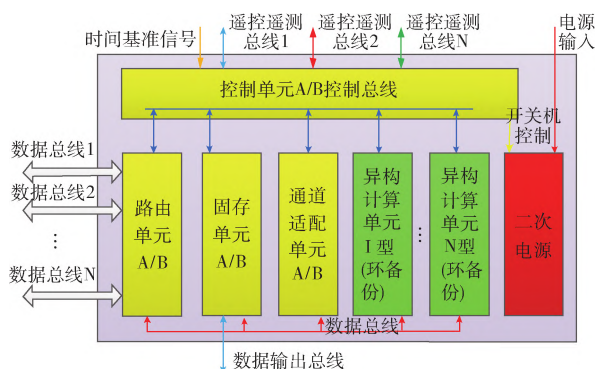 时间基准信号
遥控遥测
总线1
遥控遥测
总线2
遥控遥测
总线N
电源
输入
控制单元A/B控制总线
开关机
控制
数据总线1
数据总线2
⋮
数据总线N
路由
单元
A/B
固存
单元
A/B
通道
适配
单元
A/B
异构
计算
单元
I 型
(环备
份)
⋮
异构
计算
单元
N型
(环备
份)
二次
电源
数据总线
数据输出总线